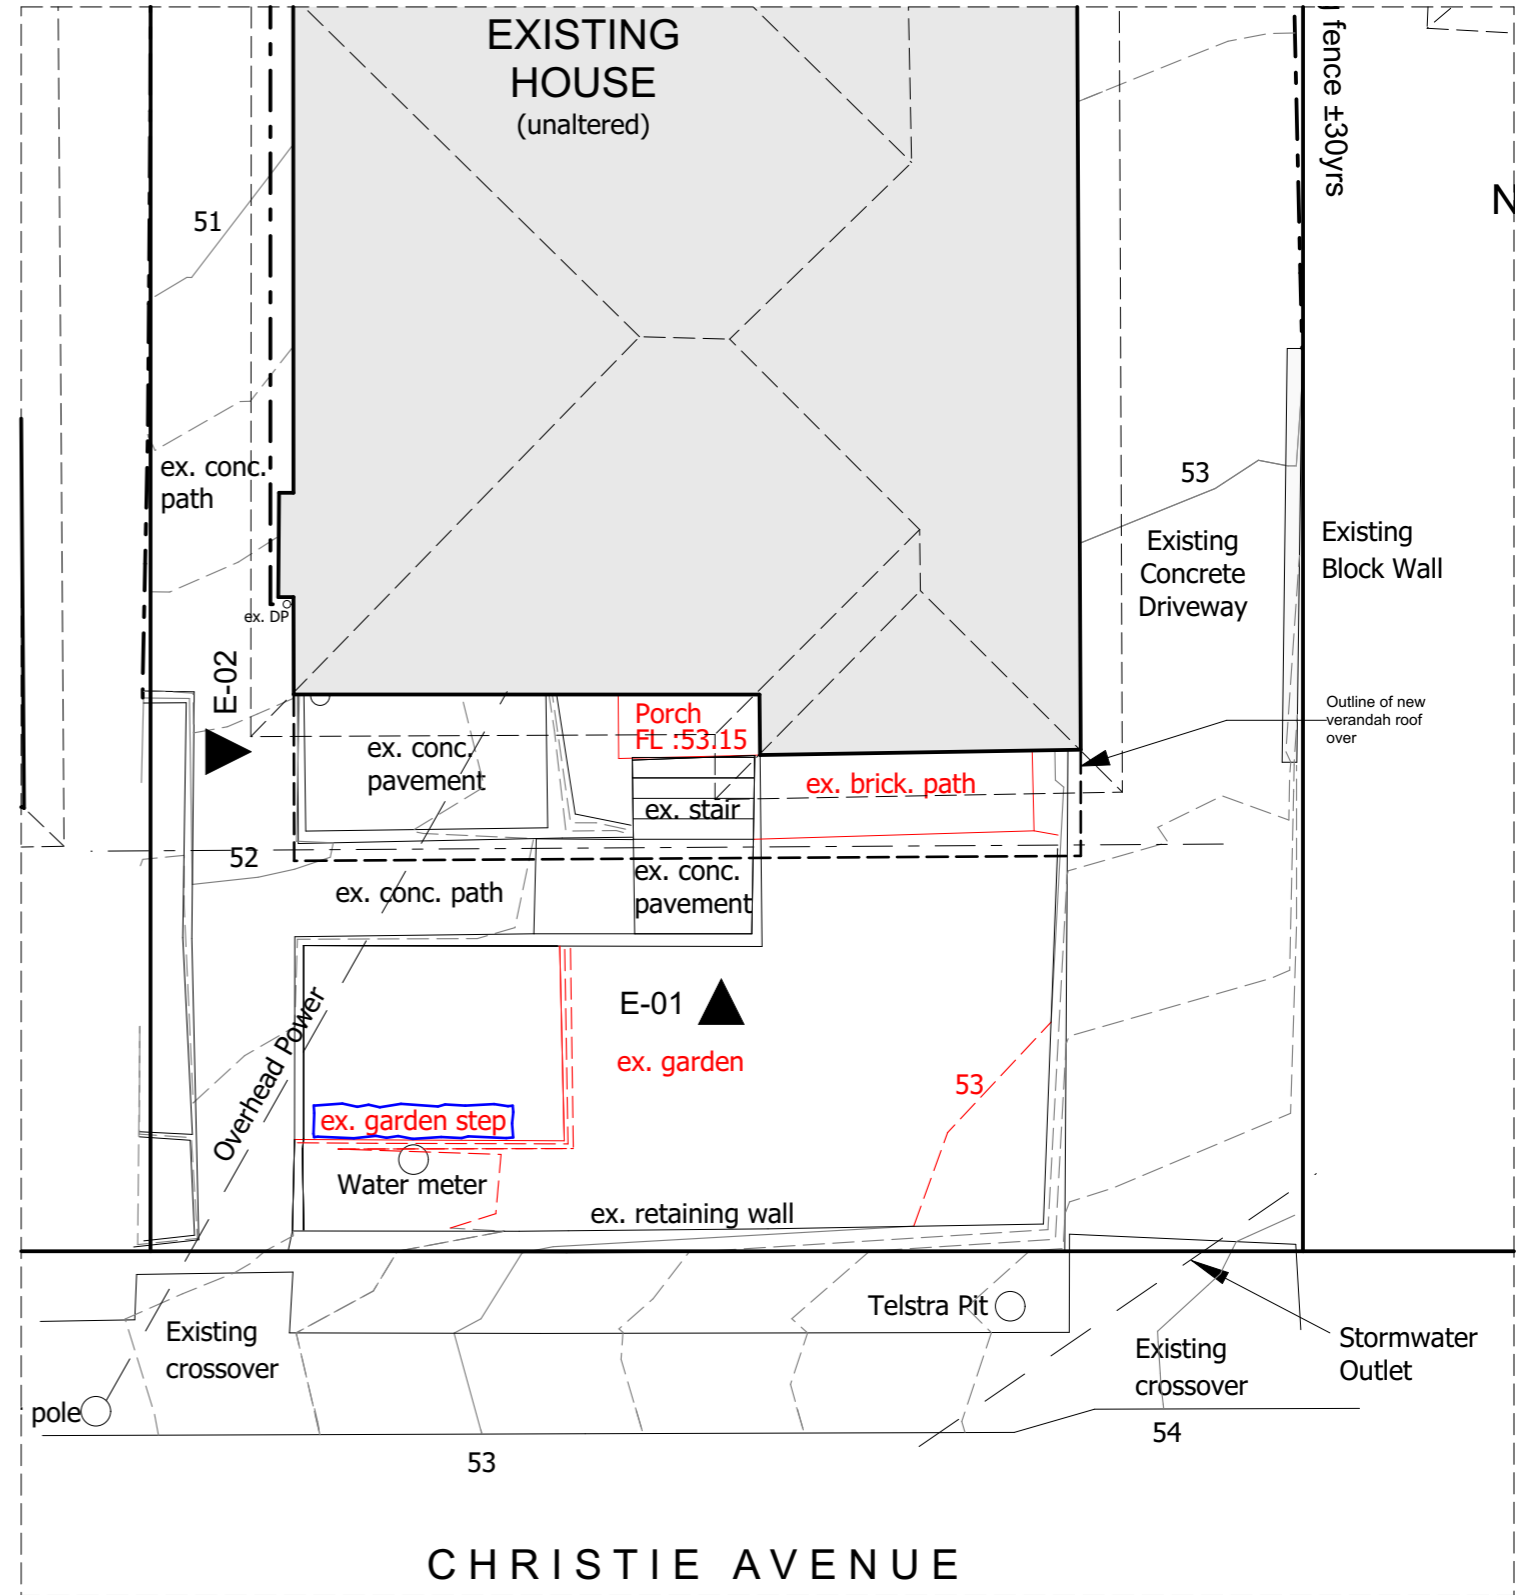 EXISTING
HOUSE
(unaltered)
fence ±30yrs
N
51
ex. conc.
path
53
Existing
Concrete
Driveway
Existing
Block Wall
ex. DP
E-02
Porch
FL :53.15
Outline of new
verandah roof
over
ex. conc.
pavement
ex. brick. path
ex. stair
52
ex. conc. path
ex. conc.
pavement
E-01
Overhead Power
ex. garden
53
ex. garden step
Water meter
ex. retaining wall
Telstra Pit
Existing
crossover
Existing
crossover
Stormwater
Outlet
pole
54
53
CHRISTIE AVENUE